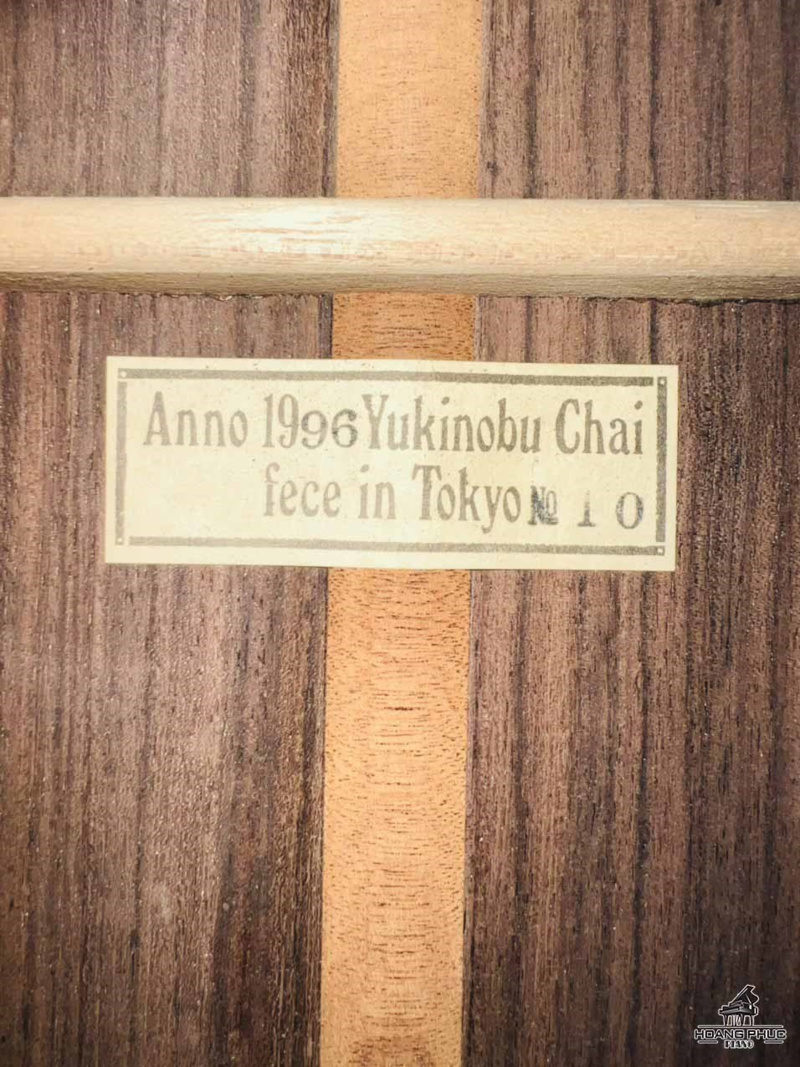 Anno 1996 Yukinobu Chai
fece in Tokyo № 10
HOANG PHUC
PIANO